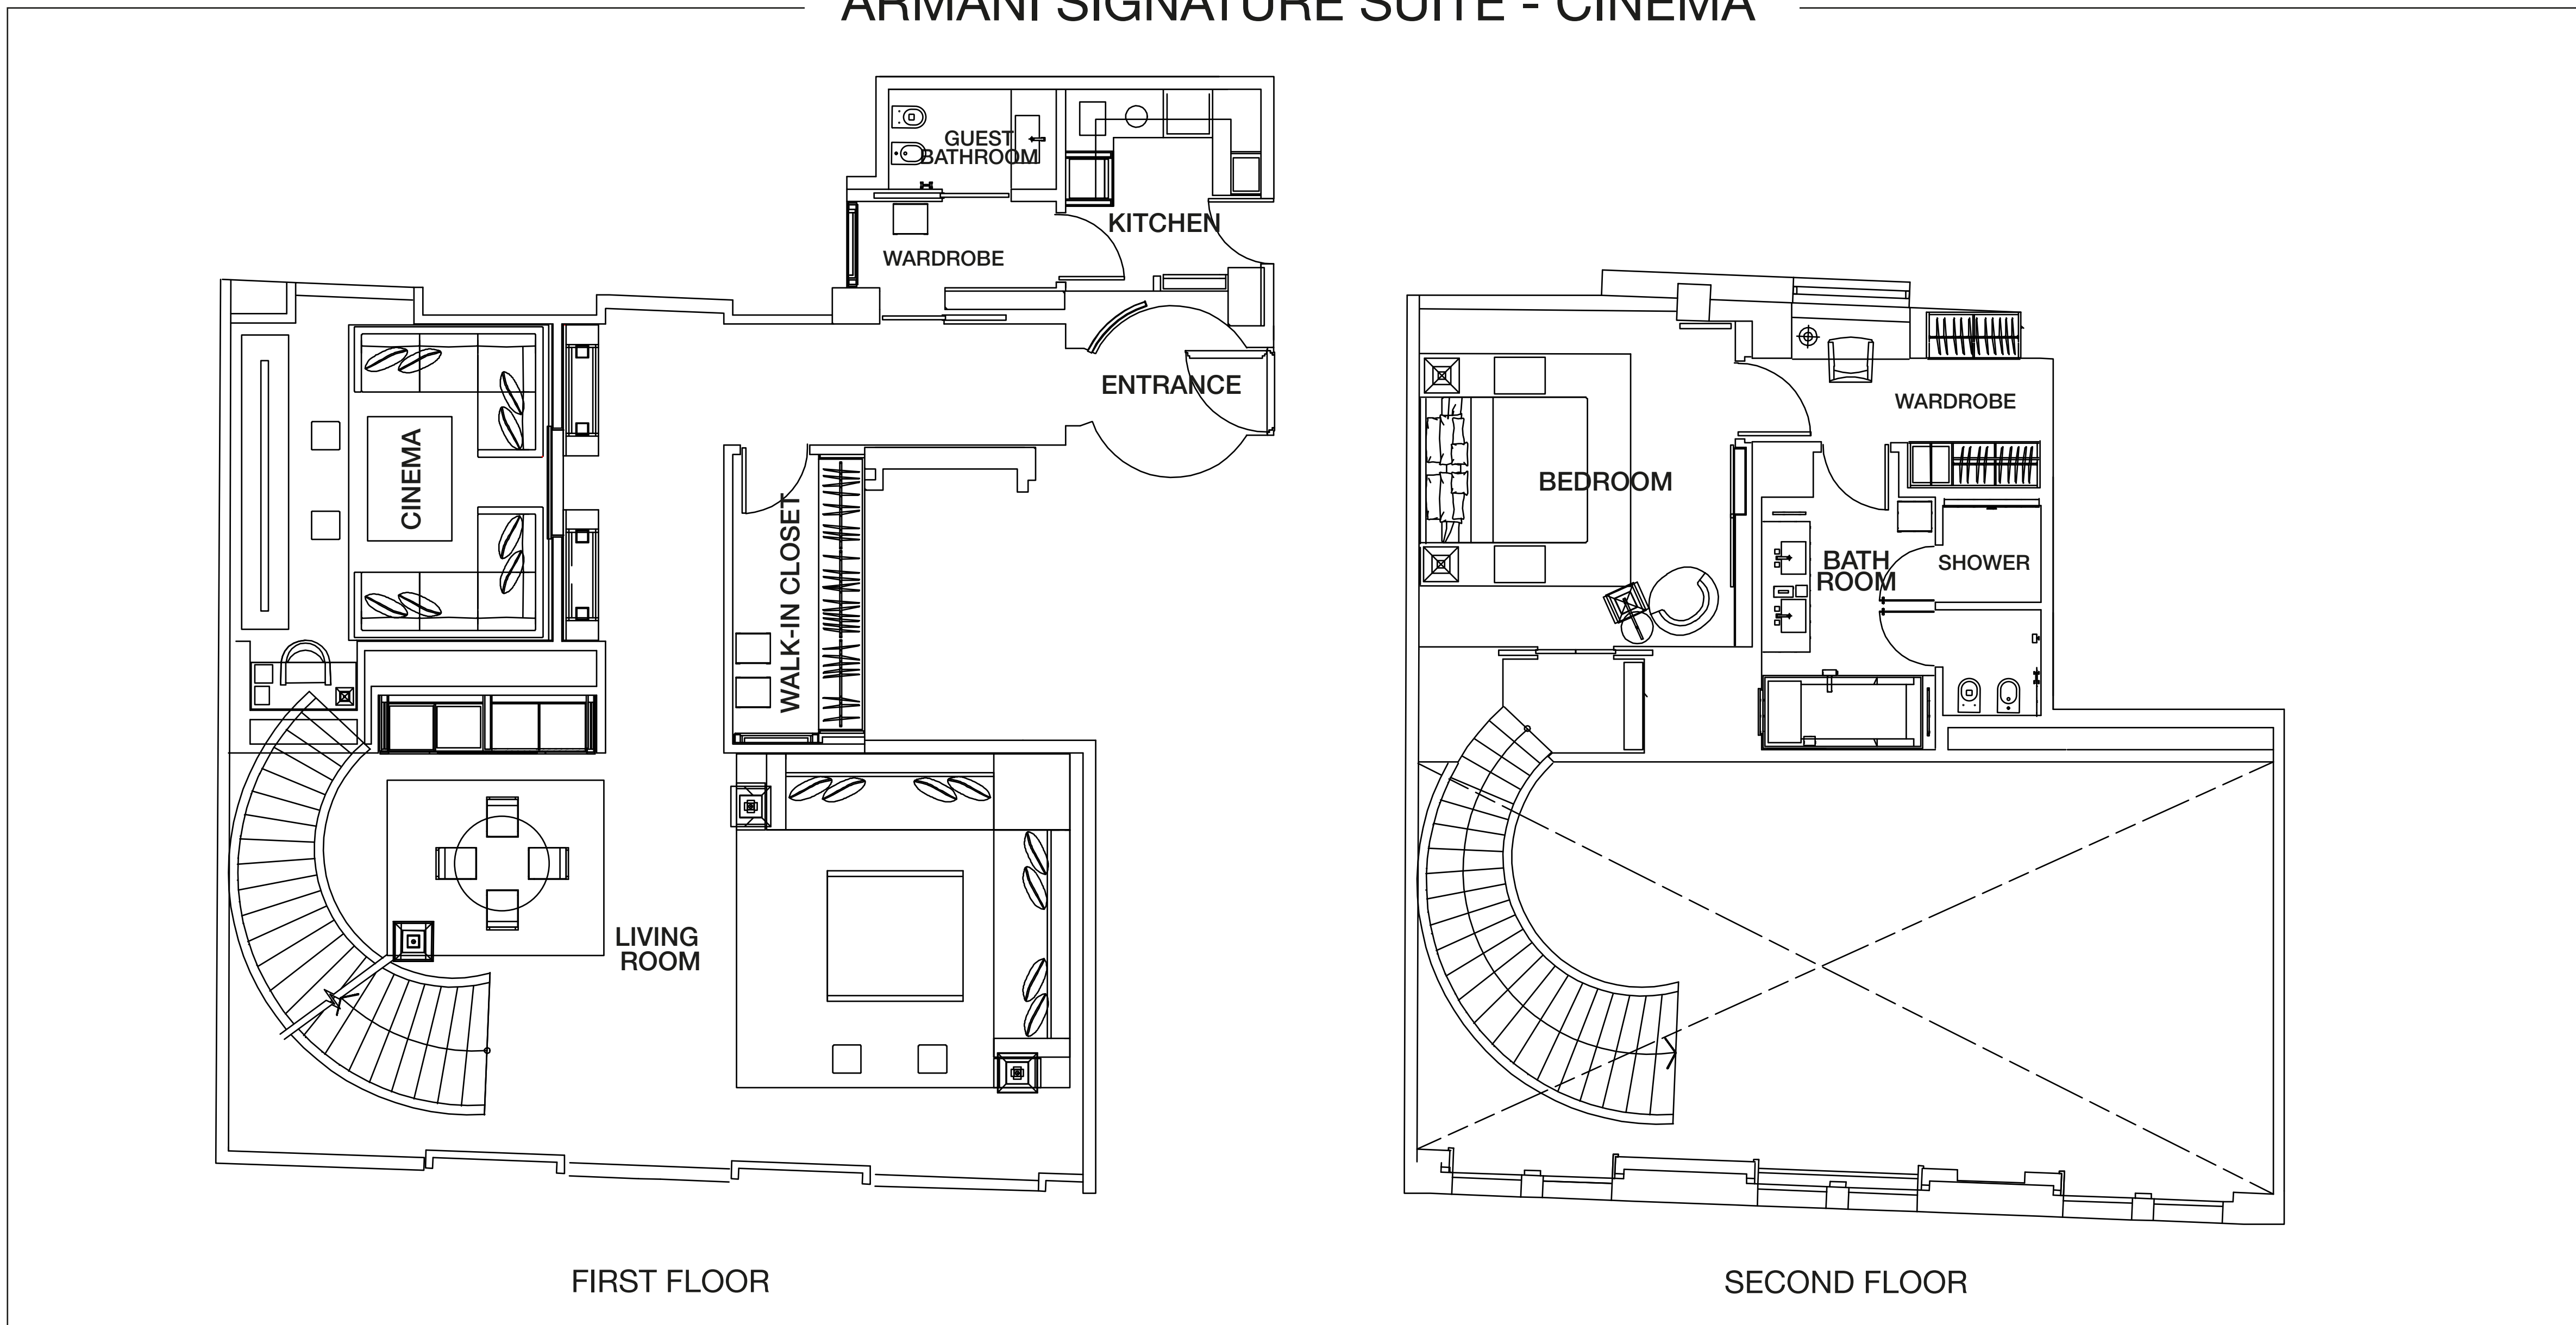 ARMANI SIGNATURE SUITE - CINEMA
GUEST
BATHROOM
KITCHEN
WARDROBE
ENTRANCE
CINEMA
WALK-IN CLOSET
LIVING
ROOM
FIRST FLOOR
WARDROBE
BEDROOM
BATH
ROOM
SHOWER
SECOND FLOOR